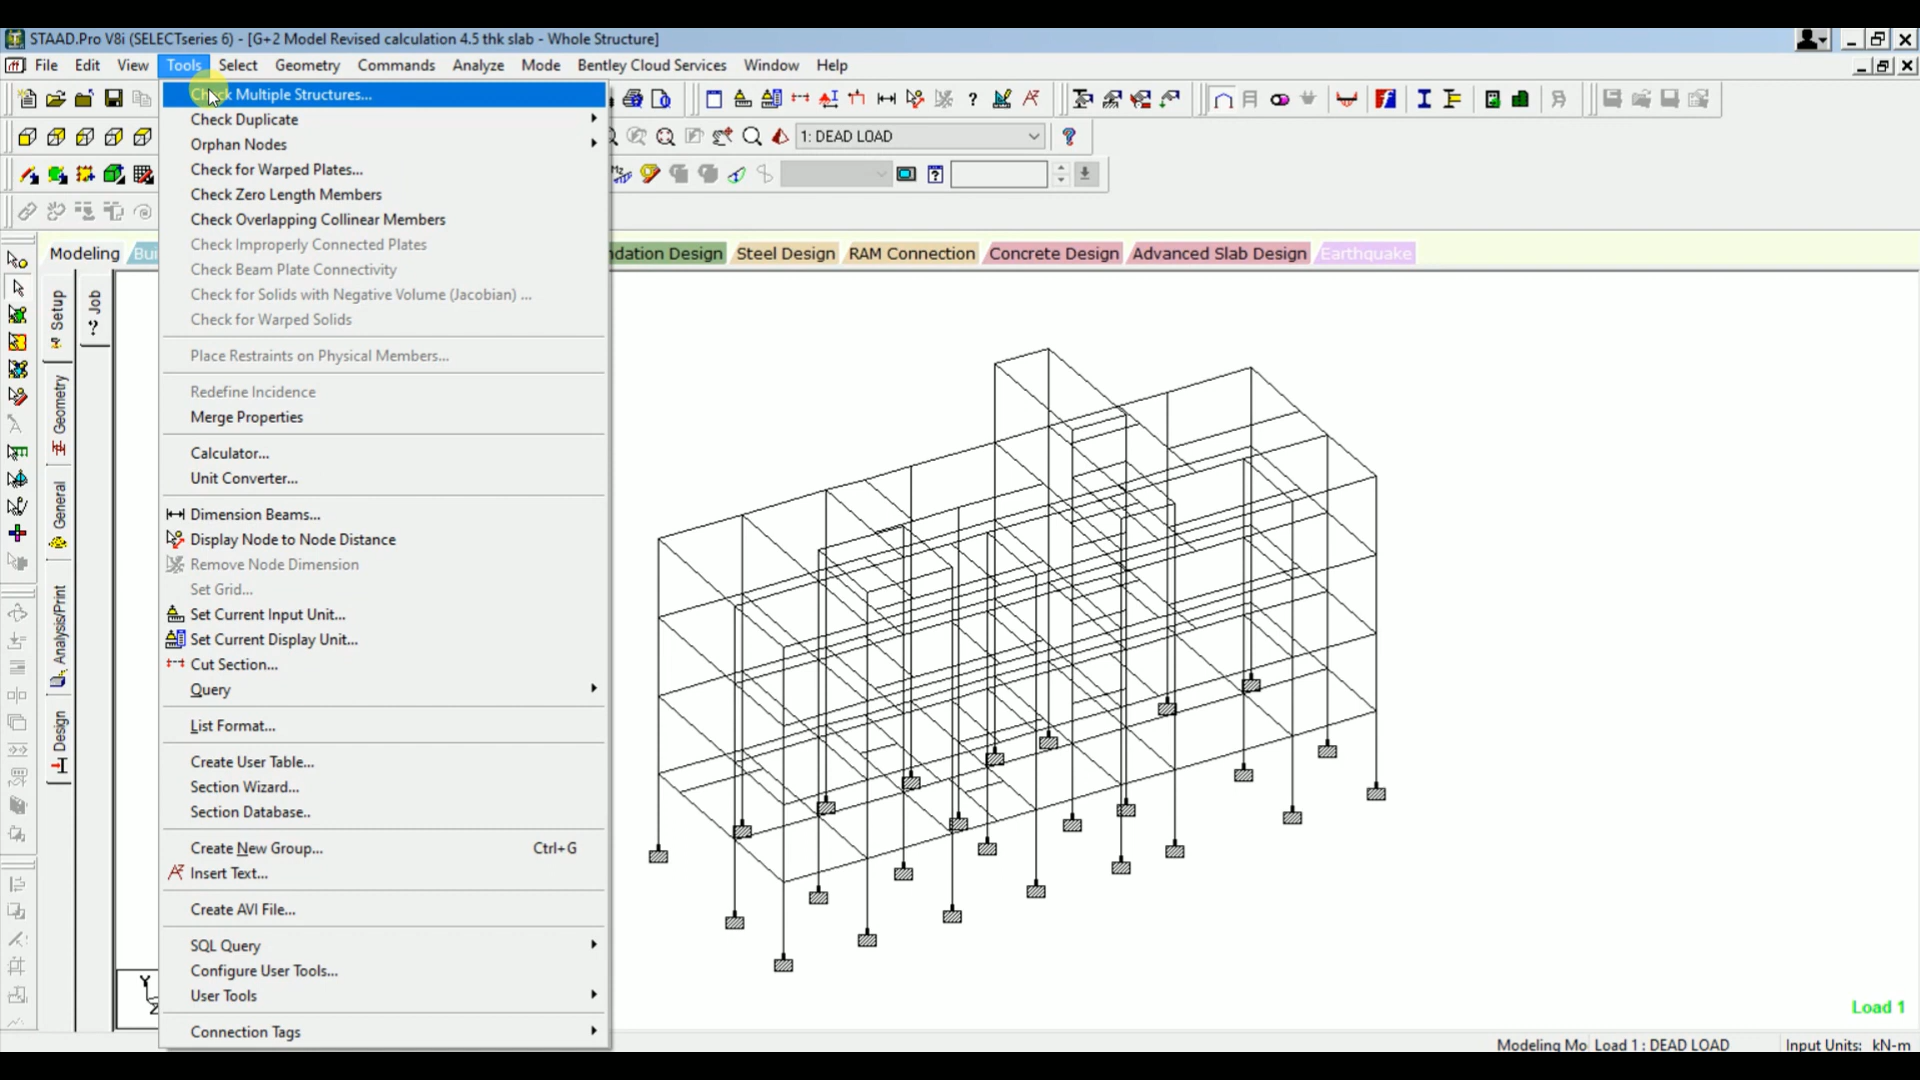 STAAD.Pro V8i (SELECTseries 6) - [G+2 Model Revised calculation 4.5 thk slab - Whole Structure]
File Edit View Tools Select Geometry Commands Analyze Mode Bentley Cloud Services Window Help
Check Multiple Structures...
Check Duplicate
Orphan Nodes
Check for Warped Plates...
Check Zero Length Members
Check Overlapping Collinear Members
Check Improperly Connected Plates
Check Beam Plate Connectivity
Check for Solids with Negative Volume (Jacobian) ...
Check for Warped Solids
Place Restraints on Physical Members...
Redefine Incidence
Merge Properties
Calculator...
Unit Converter...
Dimension Beams...
Display Node to Node Distance
Remove Node Dimension
Set Grid...
Set Current Input Unit...
Set Current Display Unit...
Cut Section...
Query
List Format...
Create User Table...
Section Wizard...
Section Database..
Create New Group... Ctrl+G
Insert Text...
Create AVI File...
SQL Query
Configure User Tools...
User Tools
Connection Tags
1: DEAD LOAD
Modeling Bui ndation Design Steel Design RAM Connection Concrete Design Advanced Slab Design Earthquake
Setup
Job
Geometry
General
Analysis/Print
Design
Y
Z
Load 1
Modeling Mo Load 1 : DEAD LOAD Input Units: kN-m